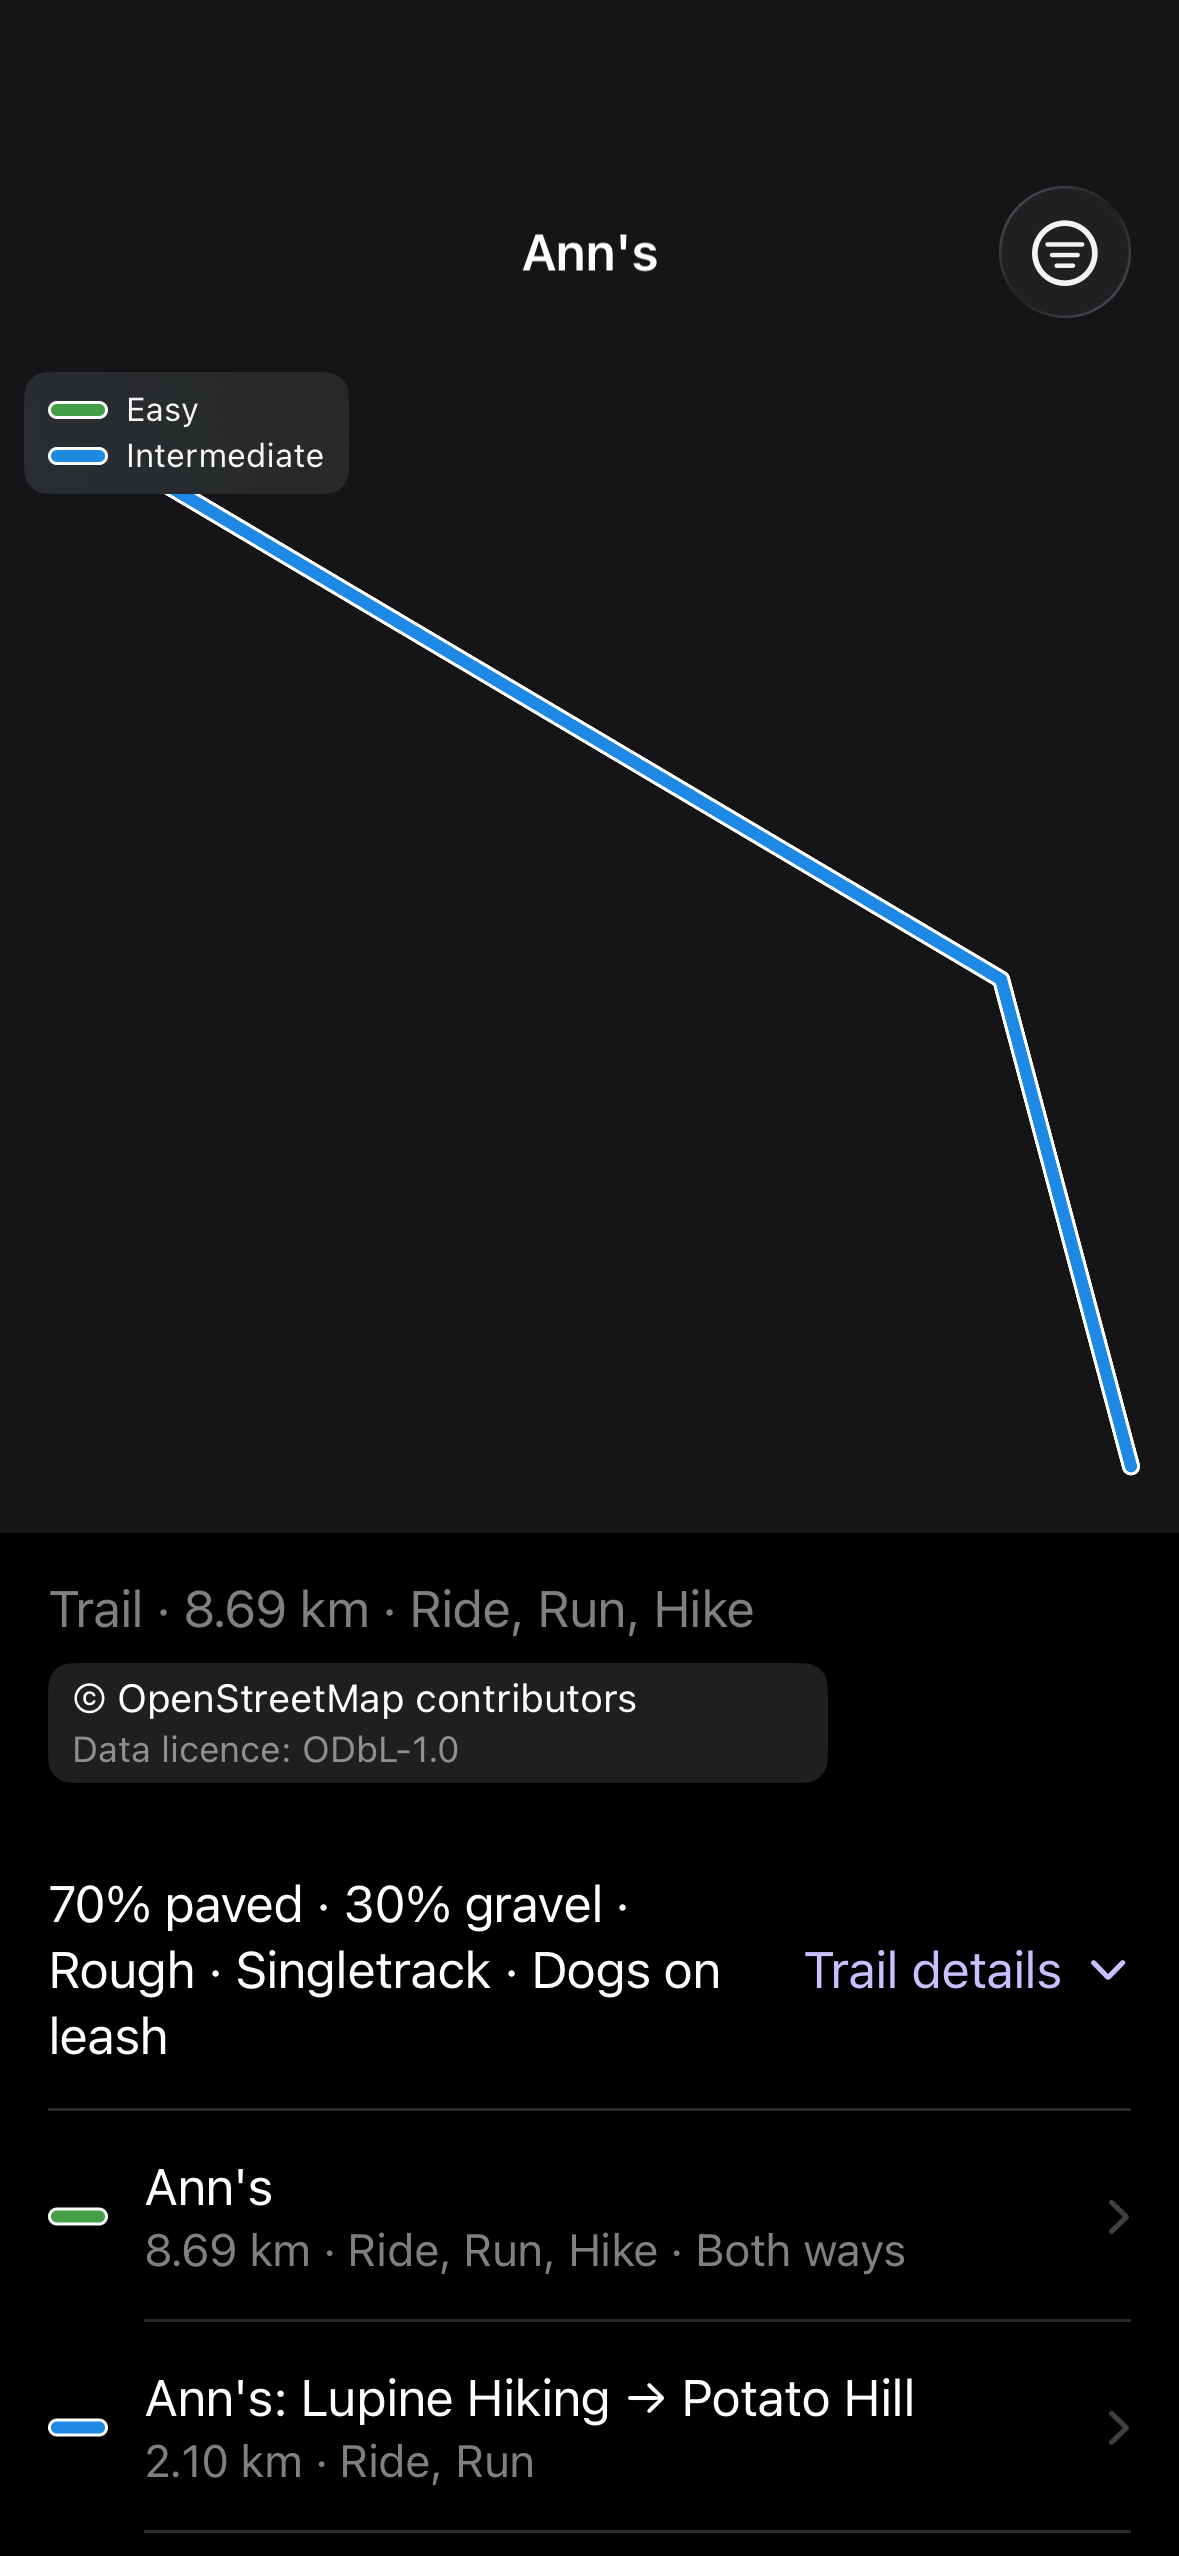 Ann's
Easy
Intermediate
Trail · 8.69 km · Ride, Run, Hike
© OpenStreetMap contributors
Data licence: ODbL-1.0
70% paved · 30% gravel ·
Rough · Singletrack · Dogs on
leash
Trail details
Ann's
8.69 km · Ride, Run, Hike · Both ways
Ann's: Lupine Hiking → Potato Hill
2.10 km · Ride, Run